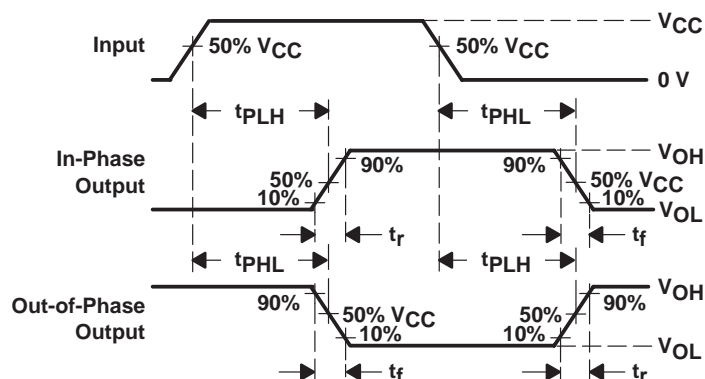 VCC
Input
50% VCC
50% VCC
0 V
tPLH
tPHL
In-Phase
Output
90%
90%
VOH
50%
50% VCC
10%
10%
VOL
tr
tf
tPHL
tPLH
Out-of-Phase
Output
90%
90%
VOH
50% VCC
50%
10%
10%
VOL
tf
tr